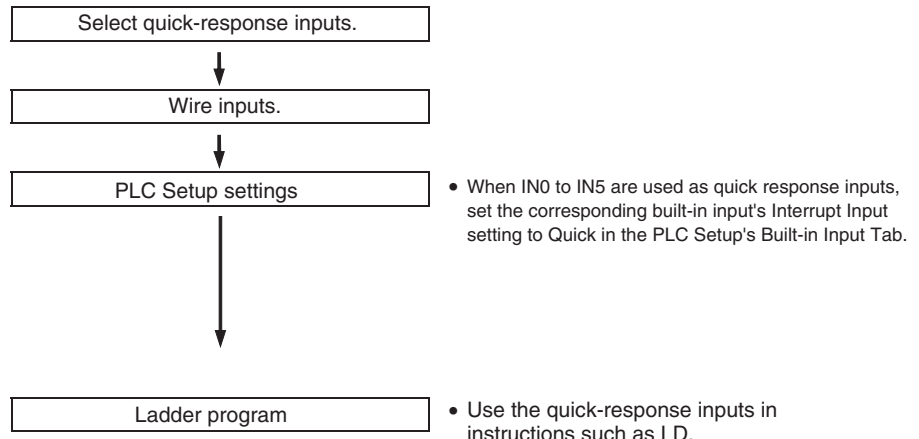 Select quick-response inputs.
Wire inputs.
PLC Setup settings
• When IN0 to IN5 are used as quick response inputs,
set the corresponding built-in input's Interrupt Input
setting to Quick in the PLC Setup's Built-in Input Tab.
Ladder program
• Use the quick-response inputs in
instructions such as LD.